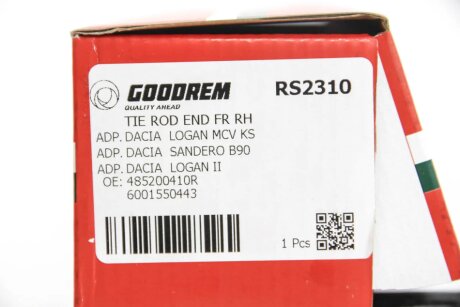 GOODREM
QUALITY AHEAD
RS2310
TIE ROD END FR RH
ADP. DACIA LOGAN MCV KS
ADP. DACIA SANDERO B90
ADP. DACIA LOGAN II
OE: 485200410R
6001550443
1 Pcs